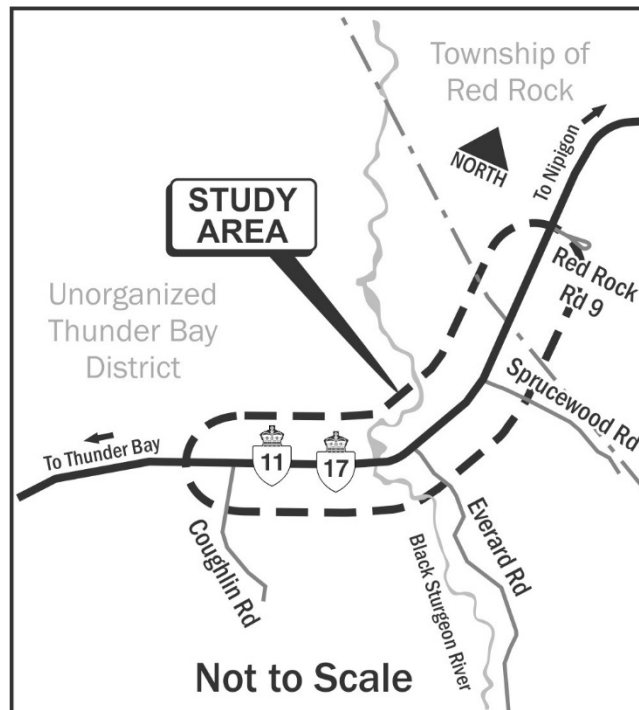 Township of
Red Rock
NORTH
To Nipigon
STUDY
AREA
Red Rock
Rd 9
Unorganized
Thunder Bay
District
Sprucewood Rd
To Thunder Bay
11
17
Coughlin Rd
Everard Rd
Black Sturgeon River
Not to Scale